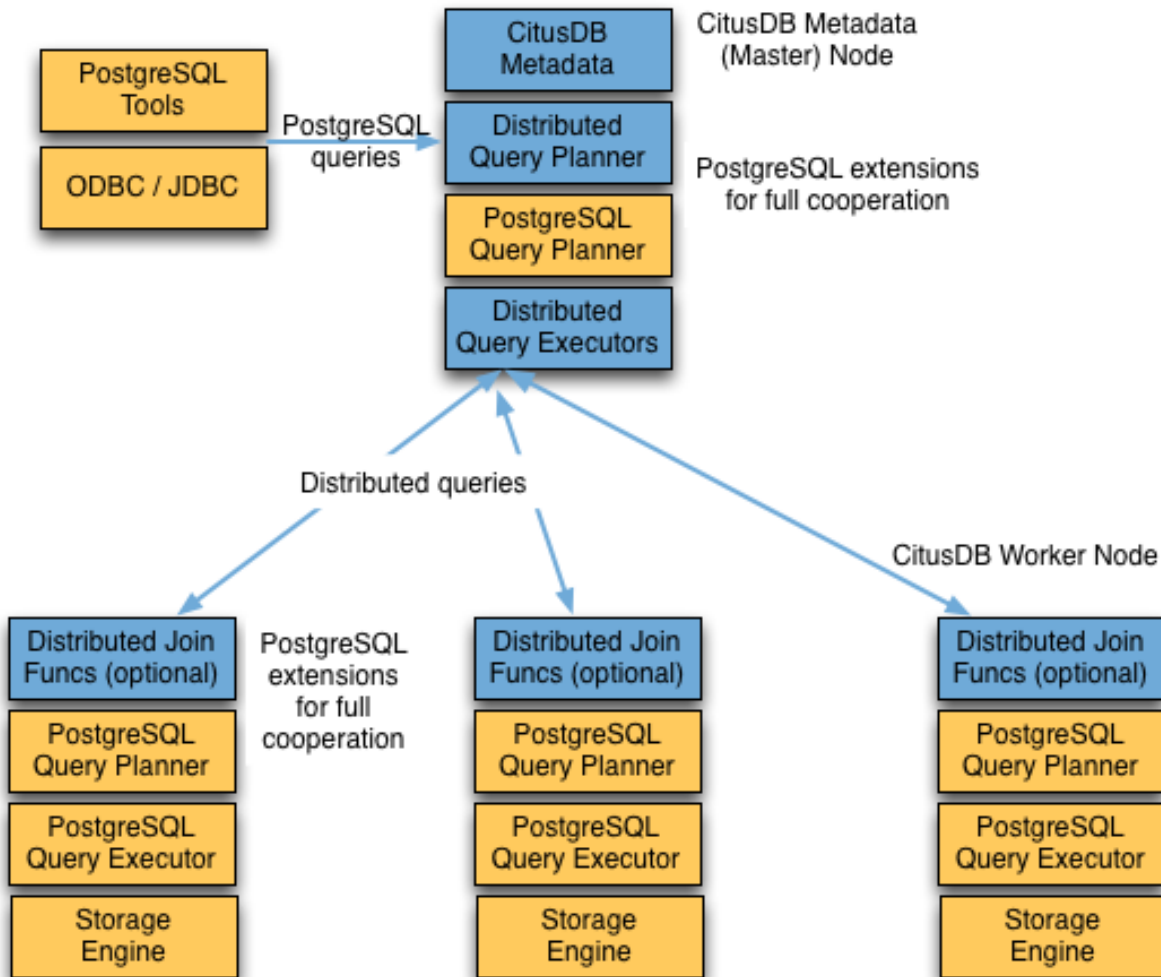 CitusDB
Metadata
CitusDB Metadata
(Master) Node
PostgreSQL
Tools
ODBC / JDBC
PostgreSQL
queries
Distributed
Query Planner
PostgreSQL extensions
for full cooperation
PostgreSQL
Query Planner
Distributed
Query Executors
Distributed queries
CitusDB Worker Node
Distributed Join
Funcs (optional)
PostgreSQL
extensions
for full
cooperation
PostgreSQL
Query Planner
PostgreSQL
Query Executor
Storage
Engine
Distributed Join
Funcs (optional)
PostgreSQL
Query Planner
PostgreSQL
Query Executor
Storage
Engine
Distributed Join
Funcs (optional)
PostgreSQL
Query Planner
PostgreSQL
Query Executor
Storage
Engine